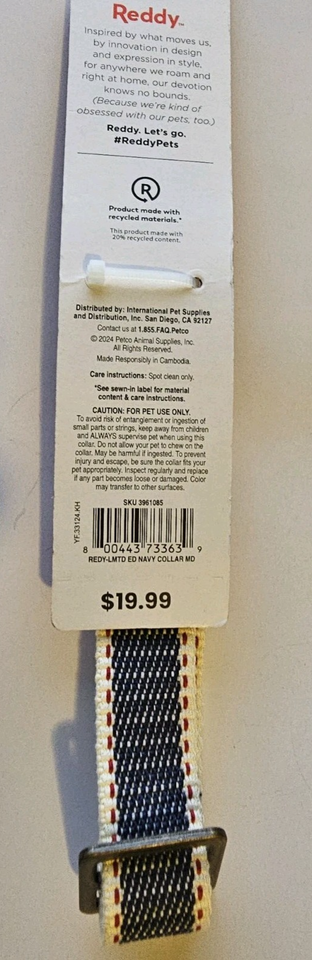 Reddy™
Inspired by what moves us,
by innovation in design
and expression in style,
for anywhere we roam and
right at home, our devotion
knows no bounds.
(Because we're kind of
obsessed with our pets, too.)
Reddy. Let's go.
#ReddyPets
R
Product made with
recycled materials.*
This product made with
20% recycled content.
Distributed by: International Pet Supplies
and Distribution, Inc. San Diego, CA 92127
Contact us at 1.855.FAQ.Petco
© 2024 Petco Animal Supplies, Inc.
All Rights Reserved.
Made Responsibly in Cambodia.
Care instructions: Spot clean only.
*See sewn-in label for material
content & care instructions.
CAUTION: FOR PET USE ONLY.
To avoid risk of entanglement or ingestion of
small parts or strings, keep away from children
and ALWAYS supervise pet when using this
collar. Do not allow your pet to chew on the
collar. May be harmful if ingested. To prevent
injury and escape, be sure the collar fits your
pet appropriately. Inspect regularly and replace
if any part becomes loose or damaged. Color
may transfer to other surfaces.
SKU 3961085
YF.33124.KH
8 00443 73363 9
REDY-LMTD ED NAVY COLLAR MD
$19.99